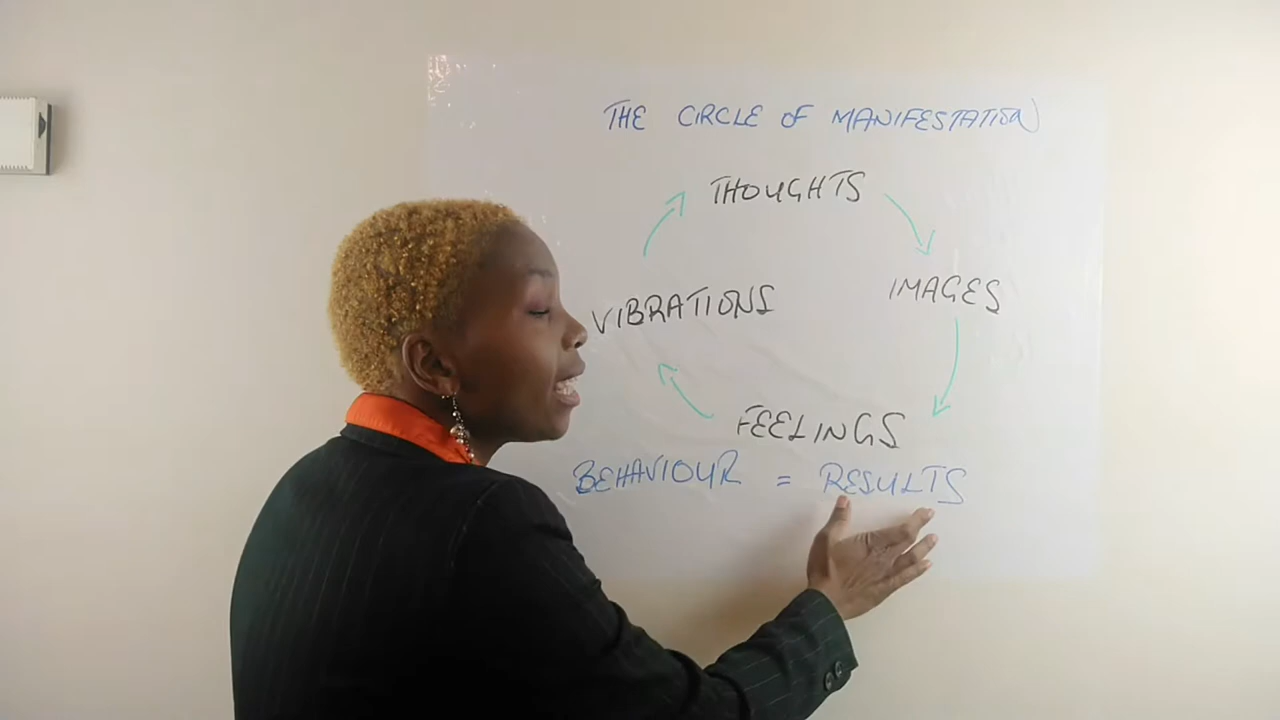 THE CIRCLE OF MANIFESTATION
THOUGHTS
IMAGES
VIBRATIONS
FEELINGS
BEHAVIOUR = RESULTS